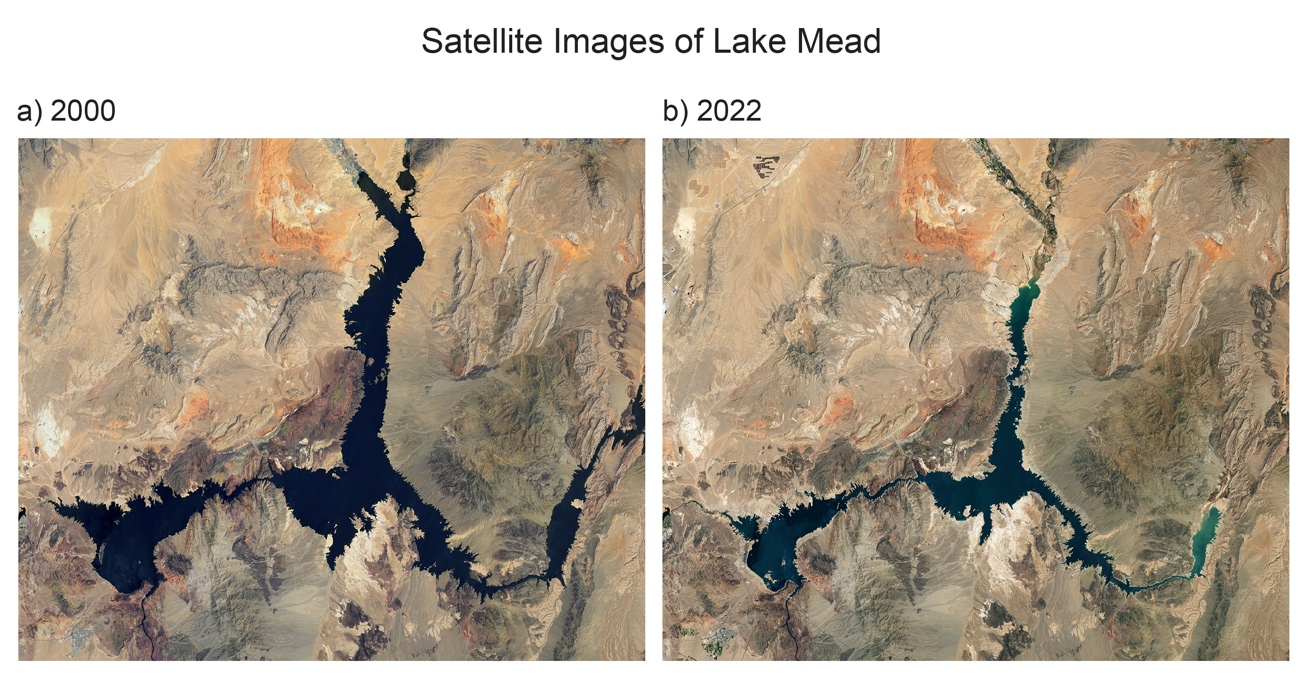 Satellite Images of Lake Mead
a) 2000
b) 2022